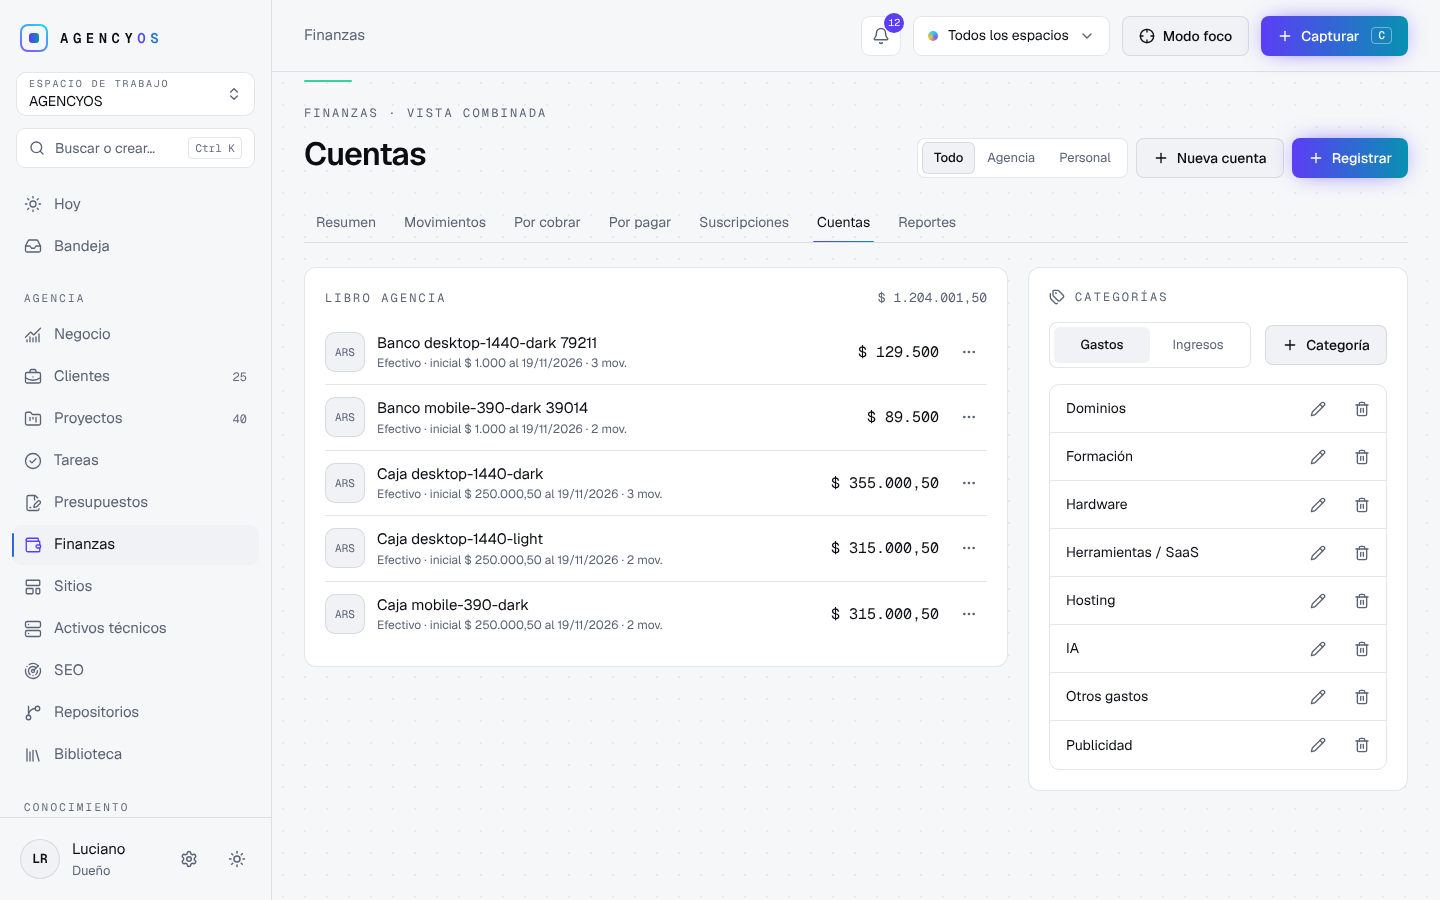 AGENCYOS
ESPACIO DE TRABAJO
AGENCYOS
Buscar o crear...
Ctrl K
Hoy
Bandeja
AGENCIA
Negocio
Clientes 25
Proyectos 40
Tareas
Presupuestos
Finanzas
Sitios
Activos técnicos
SEO
Repositorios
Biblioteca
CONOCIMIENTO
LR
Luciano
Dueño
Finanzas
12
Todos los espacios
Modo foco
+ Capturar C
FINANZAS · VISTA COMBINADA
Cuentas
Todo Agencia Personal
+ Nueva cuenta
+ Registrar
Resumen Movimientos Por cobrar Por pagar Suscripciones Cuentas Reportes
LIBRO AGENCIA $ 1.204.001,50
ARS
Banco desktop-1440-dark 79211
Efectivo · inicial $ 1.000 al 19/11/2026 · 3 mov.
$ 129.500
ARS
Banco mobile-390-dark 39014
Efectivo · inicial $ 1.000 al 19/11/2026 · 2 mov.
$ 89.500
ARS
Caja desktop-1440-dark
Efectivo · inicial $ 250.000,50 al 19/11/2026 · 3 mov.
$ 355.000,50
ARS
Caja desktop-1440-light
Efectivo · inicial $ 250.000,50 al 19/11/2026 · 2 mov.
$ 315.000,50
ARS
Caja mobile-390-dark
Efectivo · inicial $ 250.000,50 al 19/11/2026 · 2 mov.
$ 315.000,50
CATEGORÍAS
Gastos Ingresos
+ Categoría
Dominios
Formación
Hardware
Herramientas / SaaS
Hosting
IA
Otros gastos
Publicidad